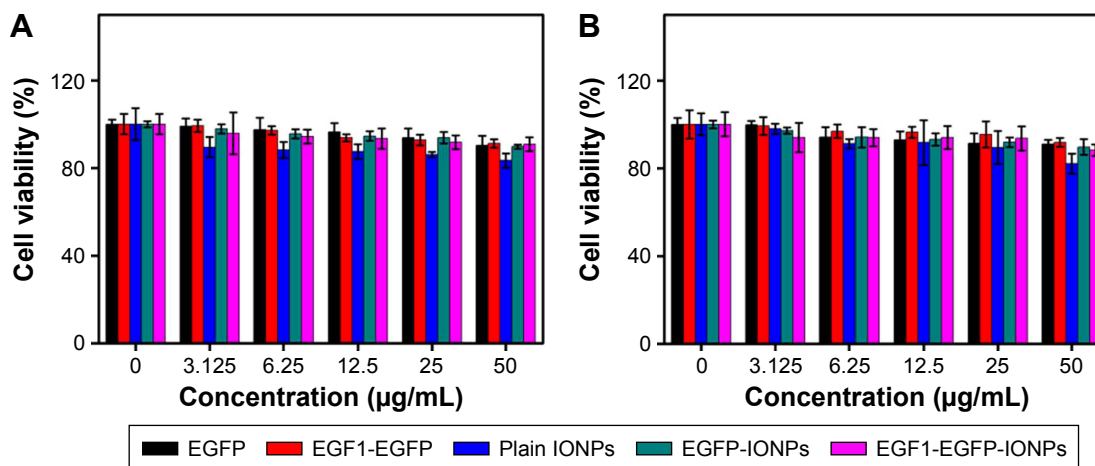 A
Cell viability (%)
120
80
40
0
0 3.125 6.25 12.5 25 50
Concentration (µg/mL)
B
Cell viability (%)
120
80
40
0
0 3.125 6.25 12.5 25 50
Concentration (µg/mL)
EGFP EGF1-EGFP Plain IONPs EGFP-IONPs EGF1-EGFP-IONPs